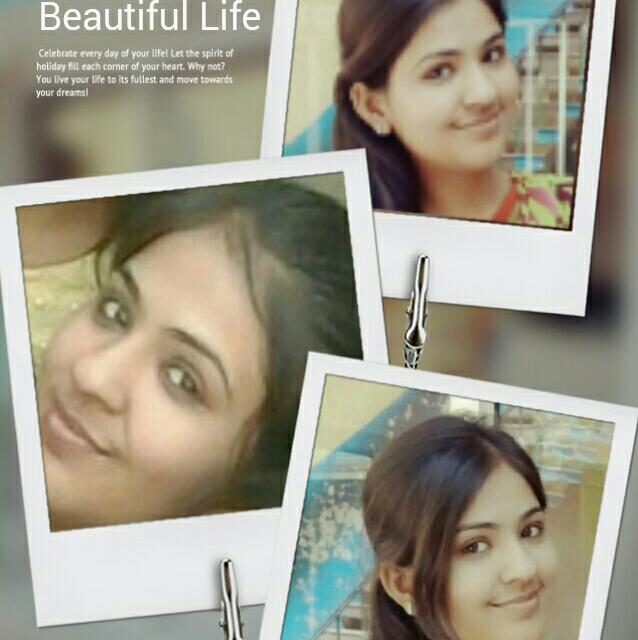 Beautiful Life
Celebrate every day of your life! Let the spirit of
holiday fill each corner of your heart. Why not?
You live your life to its fullest and move towards
your dreams!